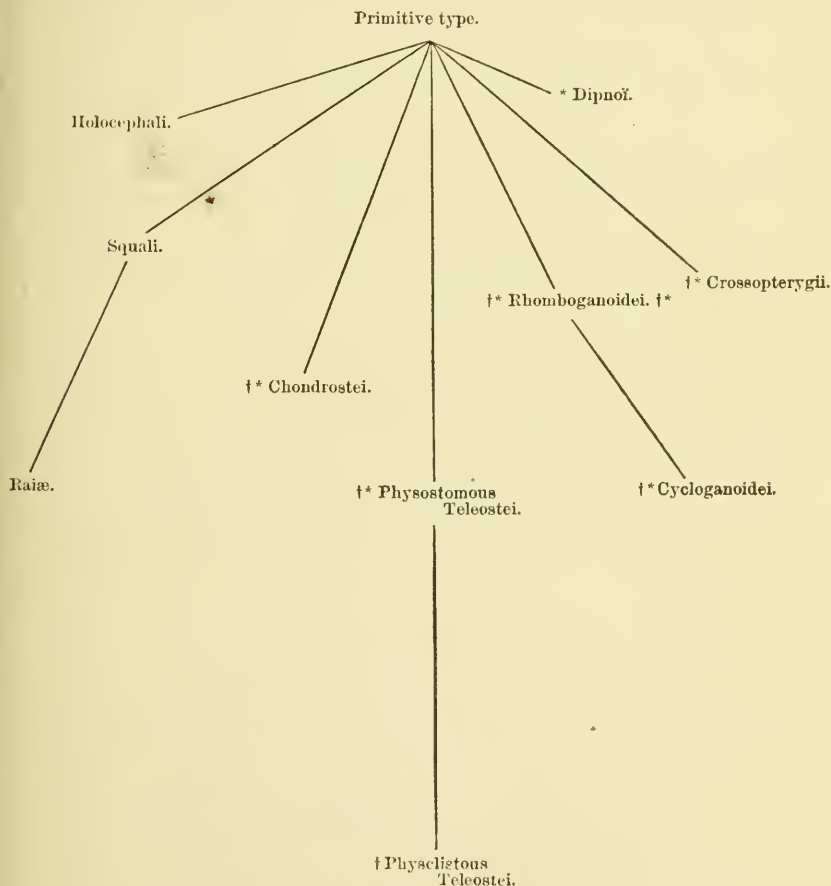 Primitive type.
* Dipnoï.
Holocephali.
Squali.
†* Crossopterygii.
†* Rhomboganoidei. †*
†* Chondrostei.
Raiæ.
†* Physostomous
Teleostei.
†* Cycloganoidei.
† Physclistous
Teleostei.